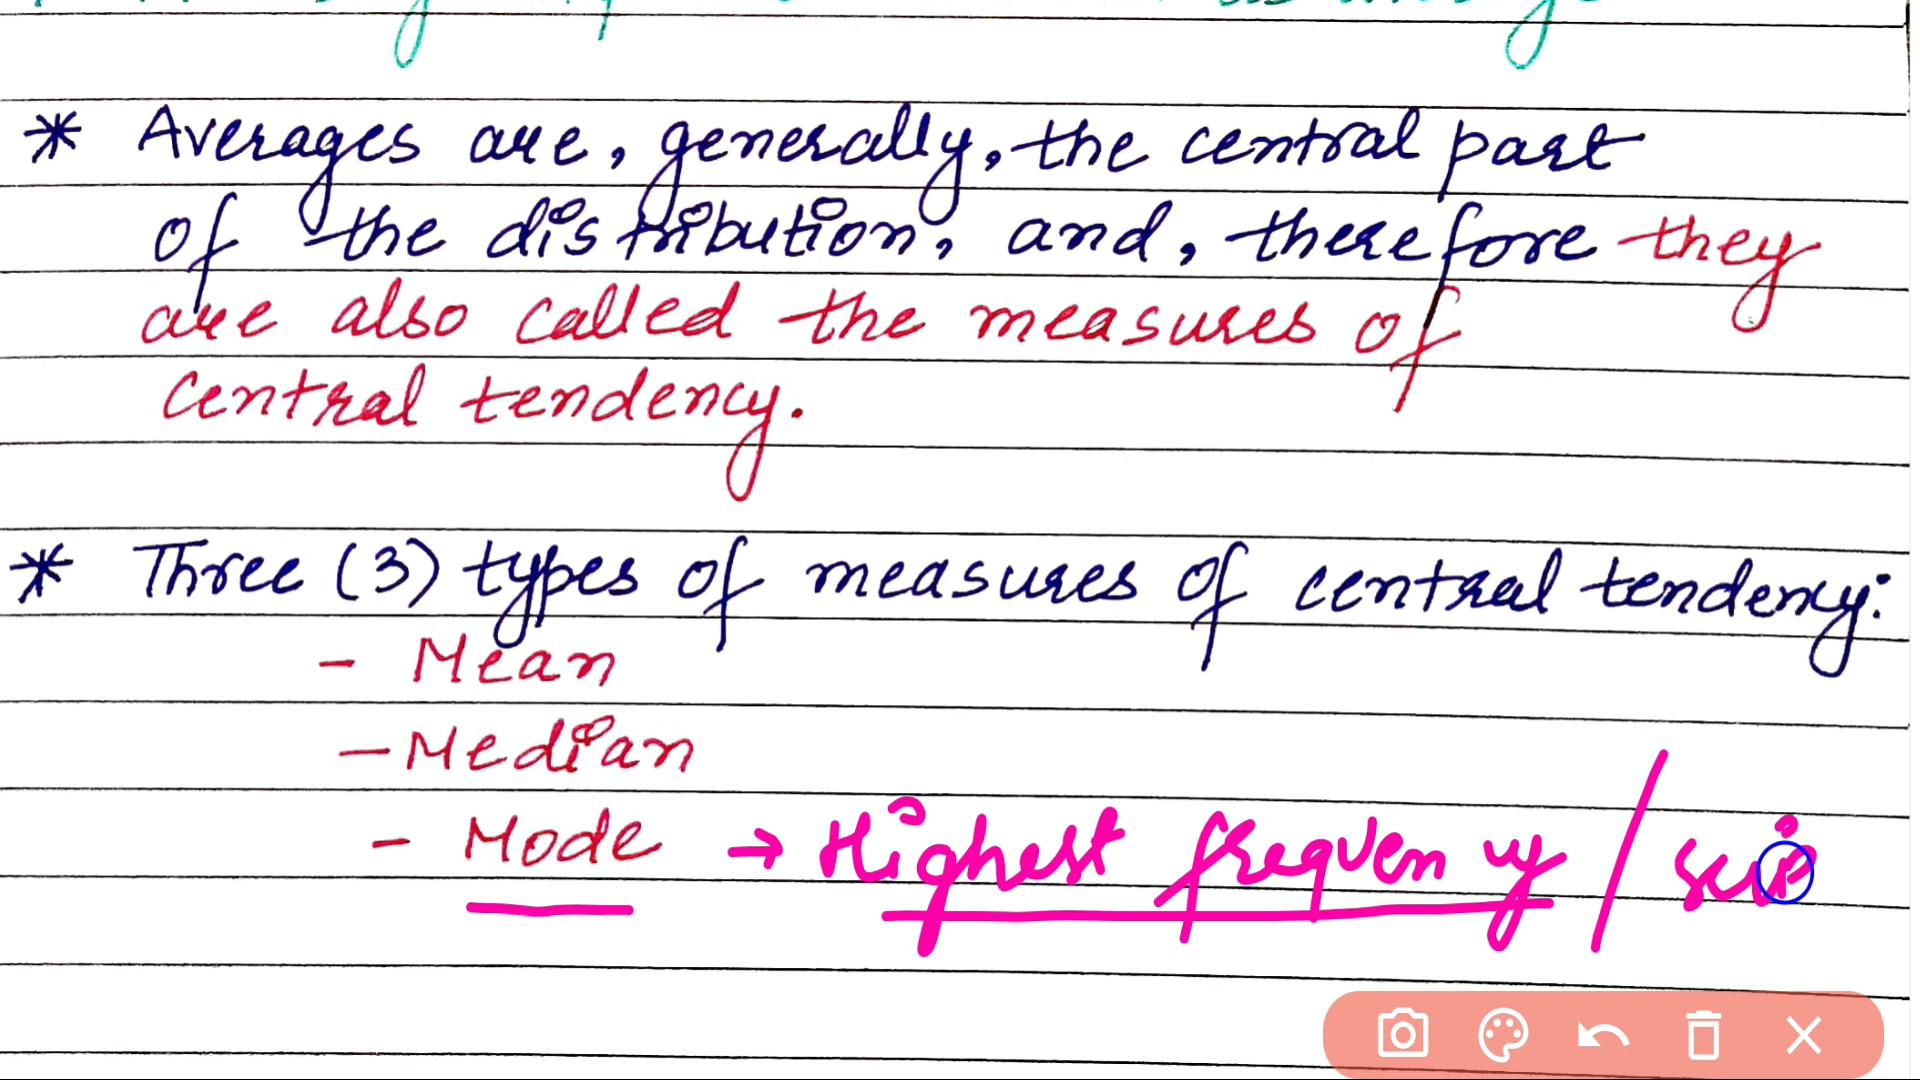 * Averages are, generally, the central part
of the distribution, and, therefore they
are also called the measures of
central tendency.
* Three (3) types of measures of central tendency:
- Mean
- Median
- Mode → Highest frequency /